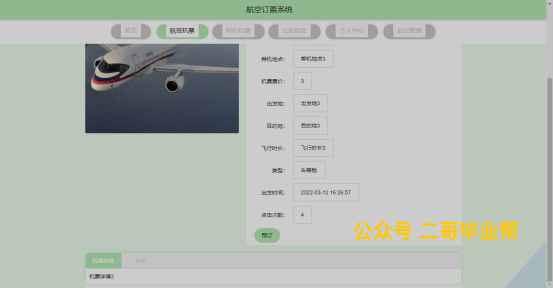 航空订票系统
首页 航班机票 特价机票 公告信息 个人中心 后台管理
乘机地点： 乘机地点3
机票票价： 3
出发地： 出发地3
目的地： 目的地3
飞行时长： 飞行时长3
类型： 头等舱
出发时间： 2022-03-12 16:26:57
点击次数： 4
预订
公众号 二哥毕业帮
机票详情 评论
机票详情3